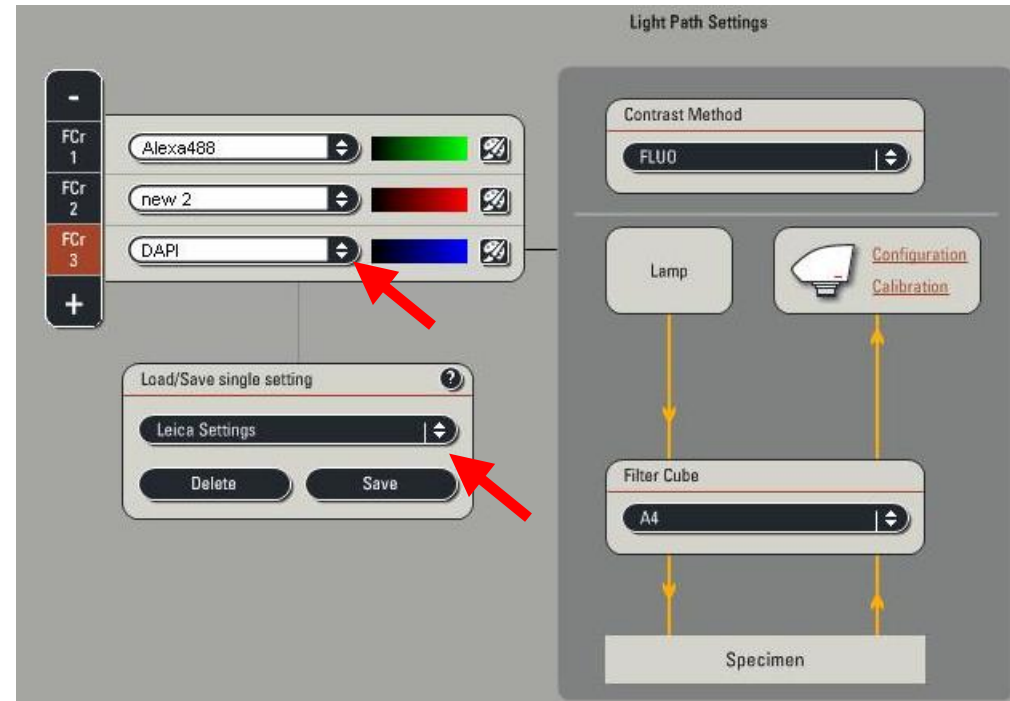 Light Path Settings
-
FCr
1
FCr
2
FCr
3
+
Alexa488
new 2
DAPI
Load/Save single setting
?
Leica Settings
Delete
Save
Contrast Method
FLUO
Lamp
Configuration
Calibration
Filter Cube
A4
Specimen